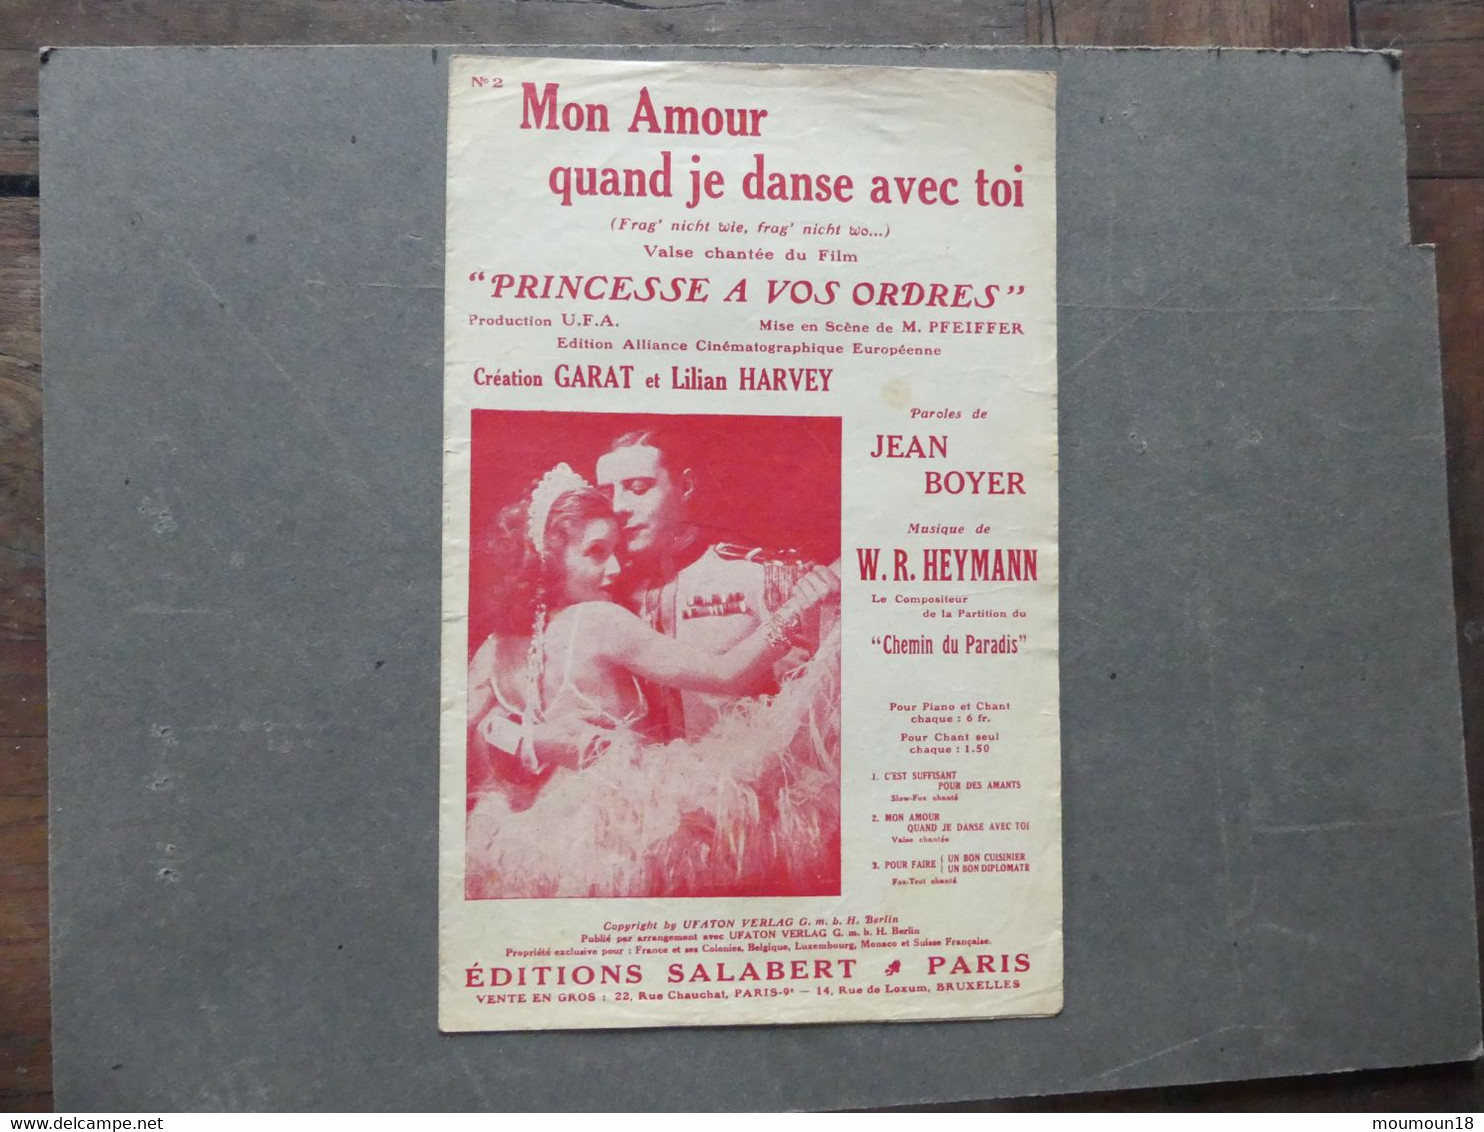 Nº 2
Mon Amour
quand je danse avec toi
(Frag' nicht wie, frag' nicht wo...)
Valse chantée du Film
"PRINCESSE A VOS ORDRES"
Production U.F.A.
Mise en Scène de M. PFEIFFER
Edition Alliance Cinématographique Européenne
Création GARAT et Lilian HARVEY
Paroles de
JEAN
BOYER
Musique de
W. R. HEYMANN
Le Compositeur
de la Partition du
"Chemin du Paradis"
Pour Piano et Chant
chaque : 6 fr.
Pour Chant seul
chaque : 1.50
1. C'EST SUFFISANT
POUR DES AMANTS
Slow-Fox chanté
2. MON AMOUR
QUAND JE DANSE AVEC TOI
Valse chantée
3. POUR FAIRE | UN BON CUISINIER
UN BON DIPLOMATE
Fox-Trot chanté
Copyright by UFATON VERLAG G. m. b. H. Berlin
Publié par arrangement avec UFATON VERLAG G. m. b. H. Berlin
Propriété exclusive pour : France et ses Colonies, Belgique, Luxembourg, Monaco et Suisse Française.
ÉDITIONS SALABERT PARIS
VENTE EN GROS : 22, Rue Chauchat, PARIS-9ᵉ — 14, Rue de Loxum, BRUXELLES
delcampe.net
moumoun18